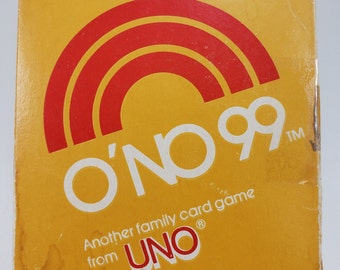 O'NO 99™
Another family card game
from UNO®